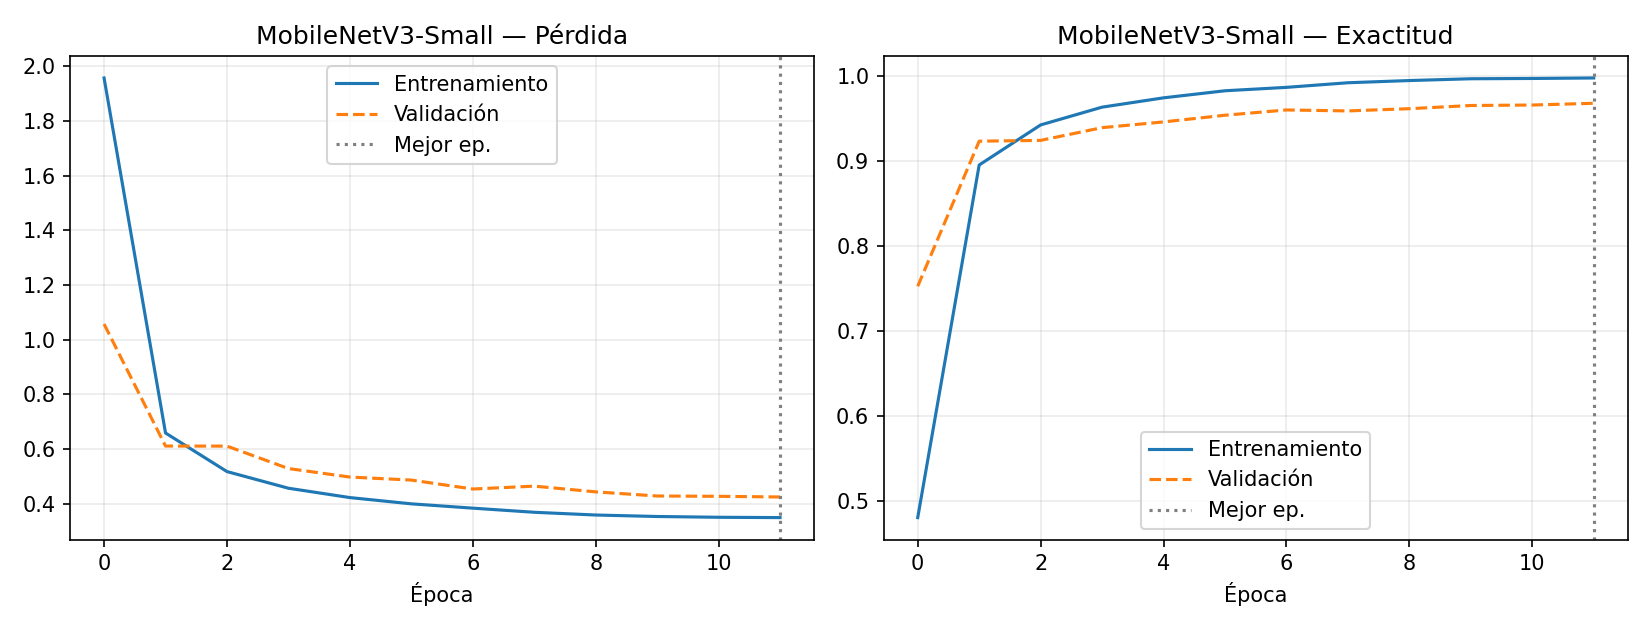 MobileNetV3-Small — Pérdida
2.0
1.8
1.6
1.4
1.2
1.0
0.8
0.6
0.4
Entrenamiento
Validación
Mejor ep.
0 2 4 6 8 10
Época
MobileNetV3-Small — Exactitud
1.0
0.9
0.8
0.7
0.6
0.5
Entrenamiento
Validación
Mejor ep.
0 2 4 6 8 10
Época